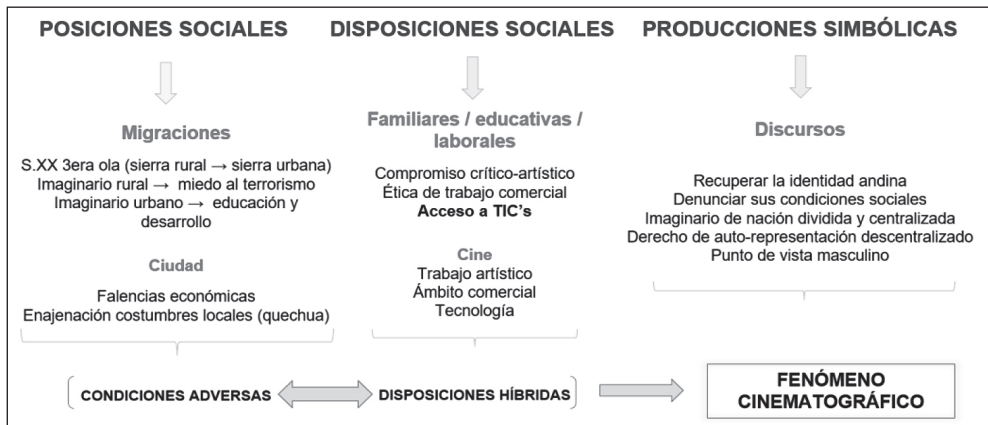 POSICIONES SOCIALES
Migraciones
S.XX 3era ola (sierra rural → sierra urbana)
Imaginario rural → miedo al terrorismo
Imaginario urbano → educación y
desarrollo
Ciudad
Falencias económicas
Enajenación costumbres locales (quechua)
CONDICIONES ADVERSAS
DISPOSICIONES SOCIALES
Familiares / educativas /
laborales
Compromiso crítico-artístico
Ética de trabajo comercial
Acceso a TIC's
Cine
Trabajo artístico
Ámbito comercial
Tecnología
DISPOSICIONES HÍBRIDAS
PRODUCCIONES SIMBÓLICAS
Discursos
Recuperar la identidad andina
Denunciar sus condiciones sociales
Imaginario de nación dividida y centralizada
Derecho de auto-representación descentralizado
Punto de vista masculino
FENÓMENO
CINEMATOGRÁFICO